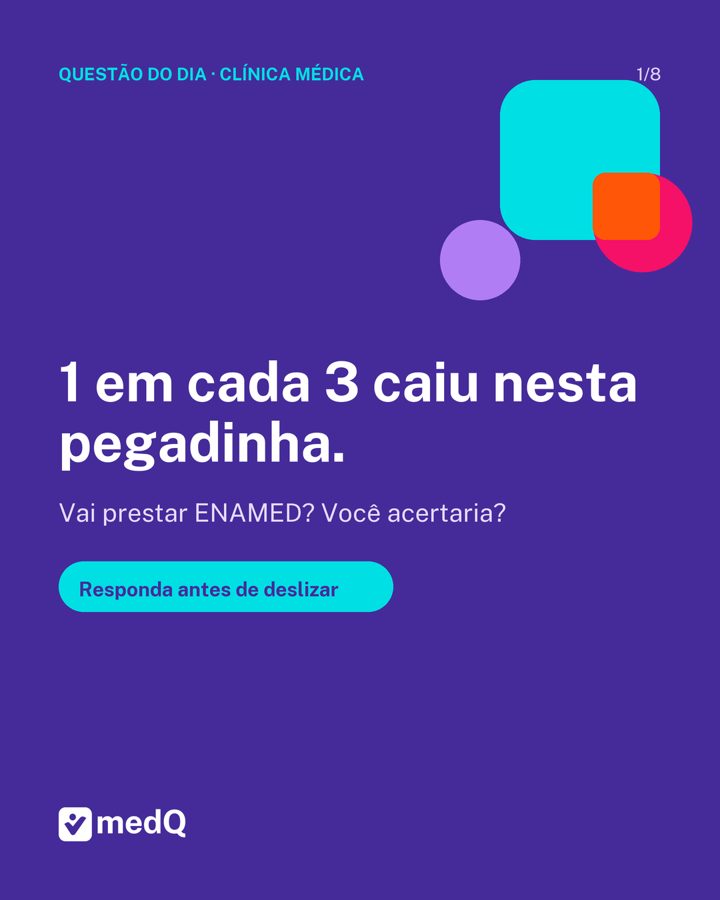 QUESTÃO DO DIA · CLÍNICA MÉDICA
1/8
1 em cada 3 caiu nesta
pegadinha.
Vai prestar ENAMED? Você acertaria?
Responda antes de deslizar
medQ